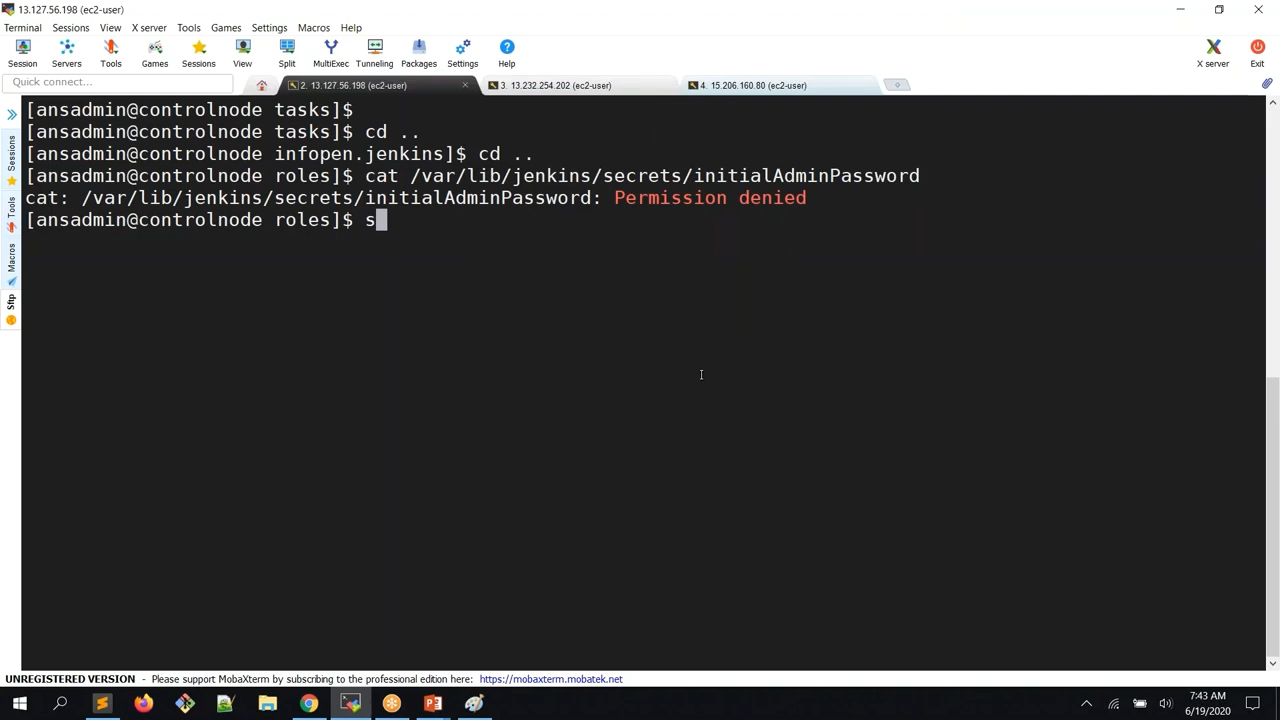 13.127.56.198 (ec2-user)
Terminal Sessions View X server Tools Games Settings Macros Help
Session Servers Tools Games Sessions View Split MultiExec Tunneling Packages Settings Help X server Exit
Quick connect...
2. 13.127.56.198 (ec2-user)
3. 13.232.254.202 (ec2-user)
4. 15.206.160.80 (ec2-user)
Sessions
Tools
Macros
Sftp
[ansadmin@controlnode tasks]$
[ansadmin@controlnode tasks]$ cd ..
[ansadmin@controlnode infopen.jenkins]$ cd ..
[ansadmin@controlnode roles]$ cat /var/lib/jenkins/secrets/initialAdminPassword
cat: /var/lib/jenkins/secrets/initialAdminPassword: Permission denied
[ansadmin@controlnode roles]$ s
UNREGISTERED VERSION - Please support MobaXterm by subscribing to the professional edition here: https://mobaxterm.mobatek.net
7:43 AM
6/19/2020